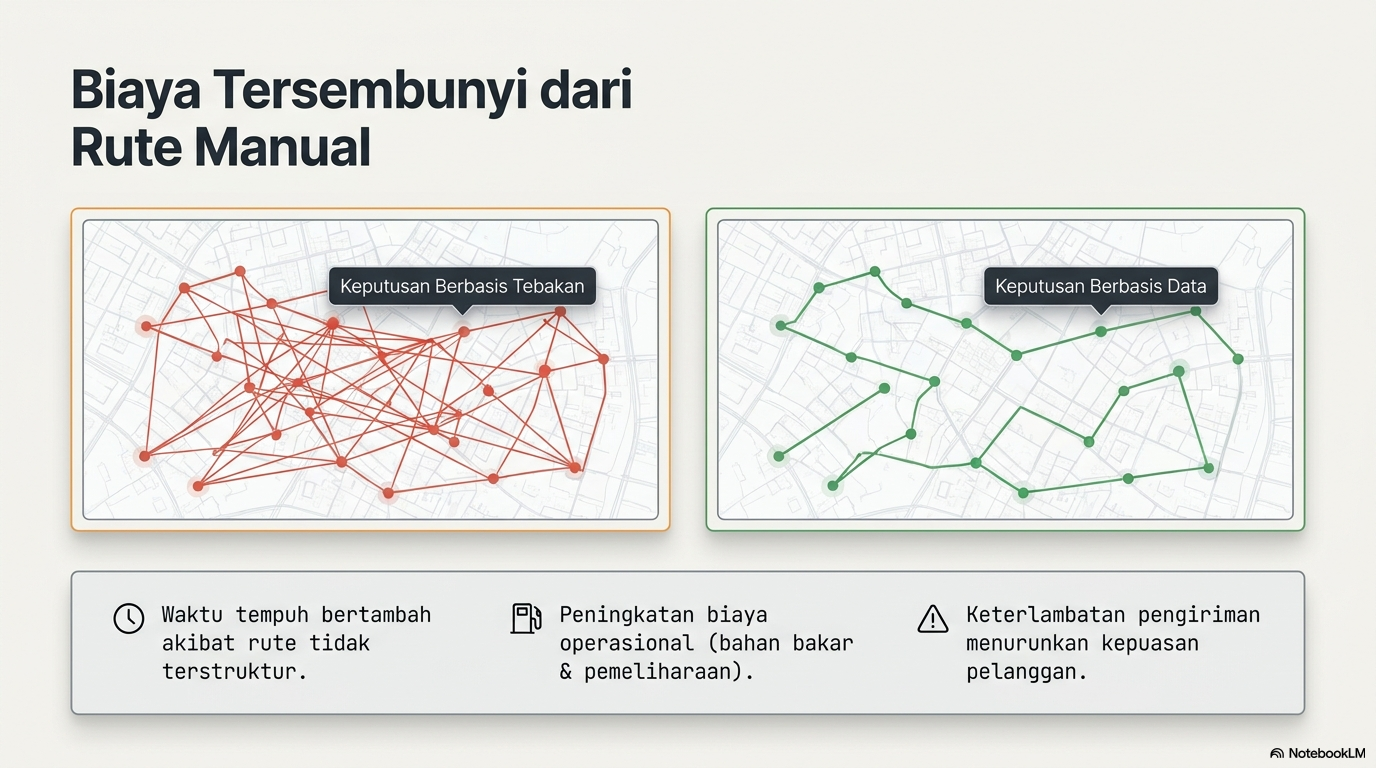 Biaya Tersembunyi dari
Rute Manual
Keputusan Berbasis Tebakan
Keputusan Berbasis Data
Waktu tempuh bertambah
akibat rute tidak
terstruktur.
Peningkatan biaya
operasional (bahan bakar
& pemeliharaan).
Keterlambatan pengiriman
menurunkan kepuasan
pelanggan.
NotebookLM